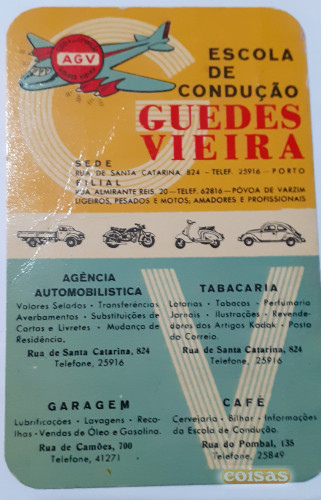 AGV
ESCOLA
DE
CONDUÇÃO
GUEDES
VIEIRA
SEDE
RUA DE SANTA CATARINA, 824 - TELEF. 25916 - PORTO
FILIAL
RUA ALMIRANTE REIS, 20 - TELEF. 62816 - PÓVOA DE VARZIM
LIGEIROS, PESADOS E MOTOS; AMADORES E PROFISSIONAIS
AGÊNCIA
AUTOMOBILISTICA
Valores Selados - Transferências
Averbamentos - Substituições de
Cartas e Livretes - Mudança de
Residência.
Rua de Santa Catarina, 824
Telefone, 25916
TABACARIA
Lotarias - Tabacos - Perfumaria
Jornais - Ilustrações - Revende-
dores dos Artigos Kodak - Posto
do Correio.
Rua de Santa Catarina, 824
Telefone, 25916
GARAGEM
Lubrificações - Lavagens - Reco-
lhas - Vendas de Óleo e Gasolina.
Rua de Camões, 700
Telefone, 41271
CAFÉ
Cervejaria - Bilhar - Informações
da Escola de Condução.
Rua do Pombal, 135
Telefone, 25849
coisas